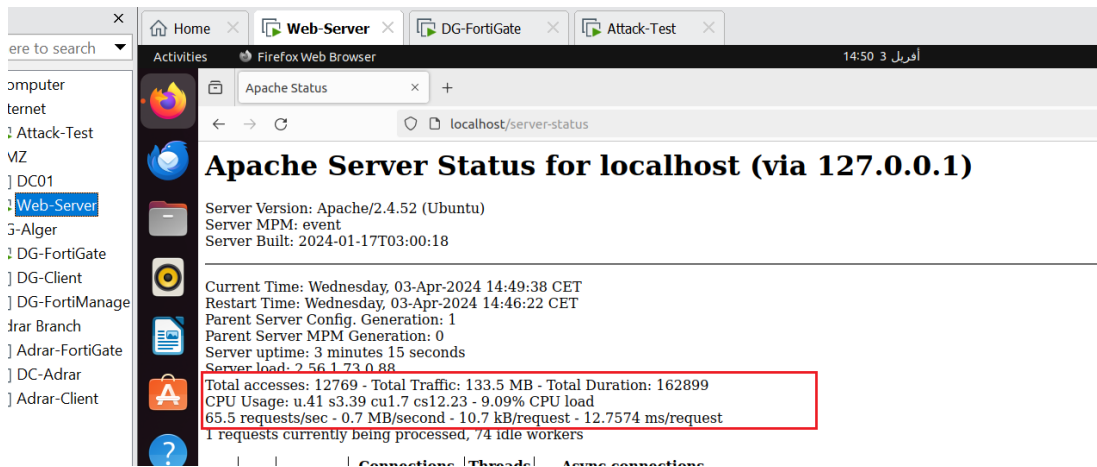 Home
Web-Server
DG-FortiGate
Attack-Test
ere to search
Activities
Firefox Web Browser
أفريل 3 14:50
omputer
ternet
Attack-Test
MZ
DC01
Web-Server
G-Alger
DG-FortiGate
DG-Client
DG-FortiManage
drar Branch
Adrar-FortiGate
DC-Adrar
Adrar-Client
Apache Status
localhost/server-status
Apache Server Status for localhost (via 127.0.0.1)
Server Version: Apache/2.4.52 (Ubuntu)
Server MPM: event
Server Built: 2024-01-17T03:00:18
Current Time: Wednesday, 03-Apr-2024 14:49:38 CET
Restart Time: Wednesday, 03-Apr-2024 14:46:22 CET
Parent Server Config. Generation: 1
Parent Server MPM Generation: 0
Server uptime: 3 minutes 15 seconds
Server load: 2.56 1.73 0.88
Total accesses: 12769 - Total Traffic: 133.5 MB - Total Duration: 162899
CPU Usage: u.41 s3.39 cu1.7 cs12.23 - 9.09% CPU load
65.5 requests/sec - 0.7 MB/second - 10.7 kB/request - 12.7574 ms/request
1 requests currently being processed, 74 idle workers
Connections Threads Async connections